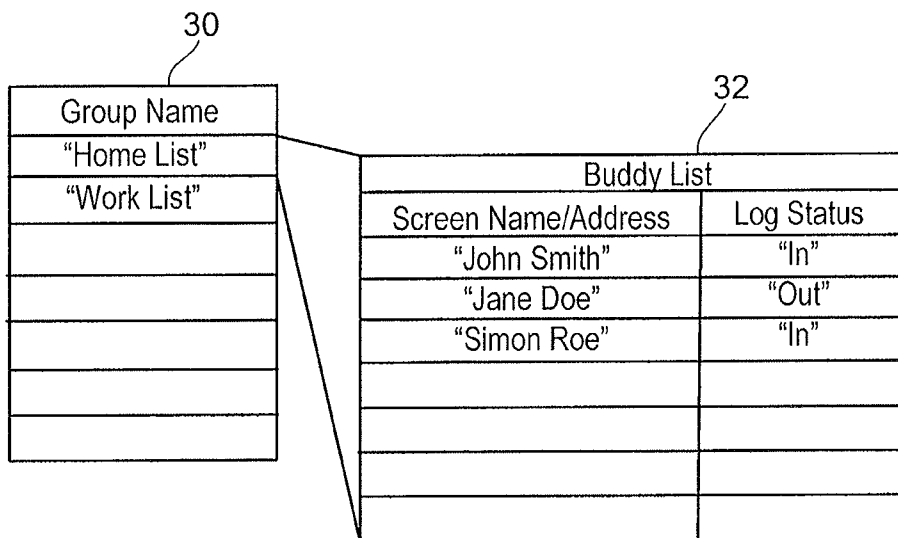 30
Group Name
“Home List”
“Work List”
32
Buddy List
Screen Name/Address Log Status
“John Smith” “In”
“Jane Doe” “Out”
“Simon Roe” “In”